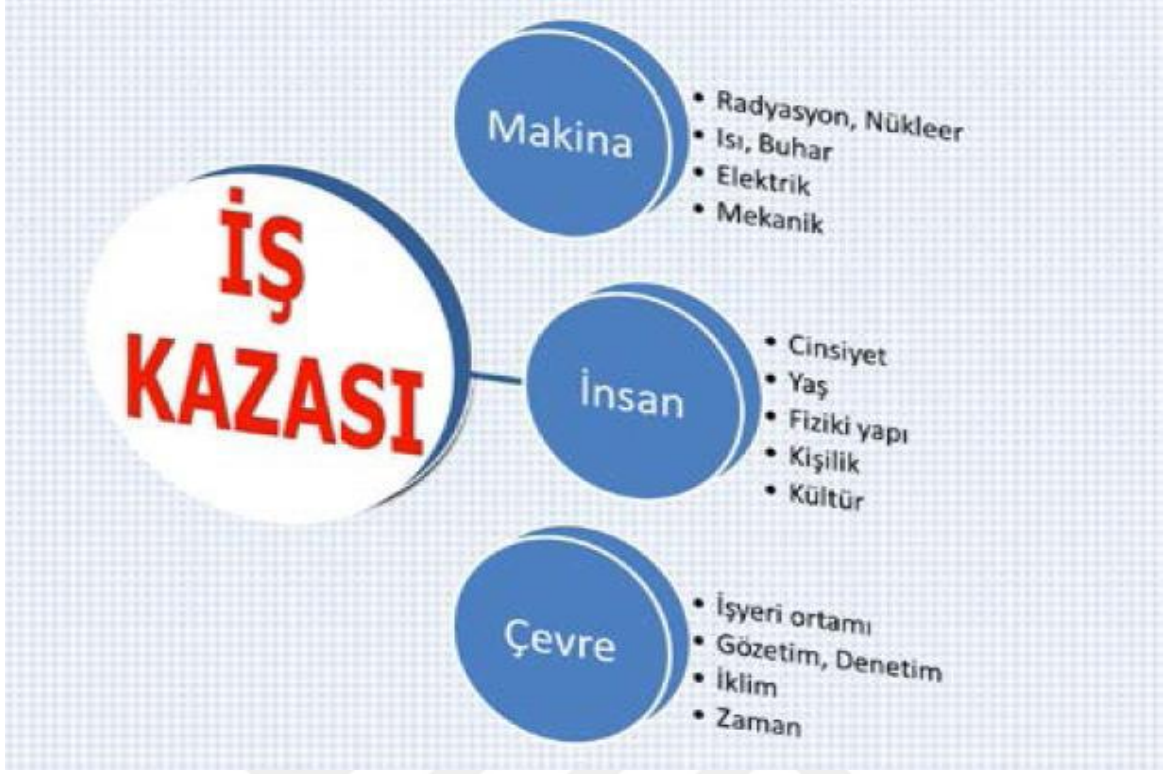 İŞ
KAZASI
Makina
• Radyasyon, Nükleer
• Isı, Buhar
• Elektrik
• Mekanik
İnsan
• Cinsiyet
• Yaş
• Fiziki yapı
• Kişilik
• Kültür
Çevre
• İşyeri ortamı
• Gözetim, Denetim
• İklim
• Zaman